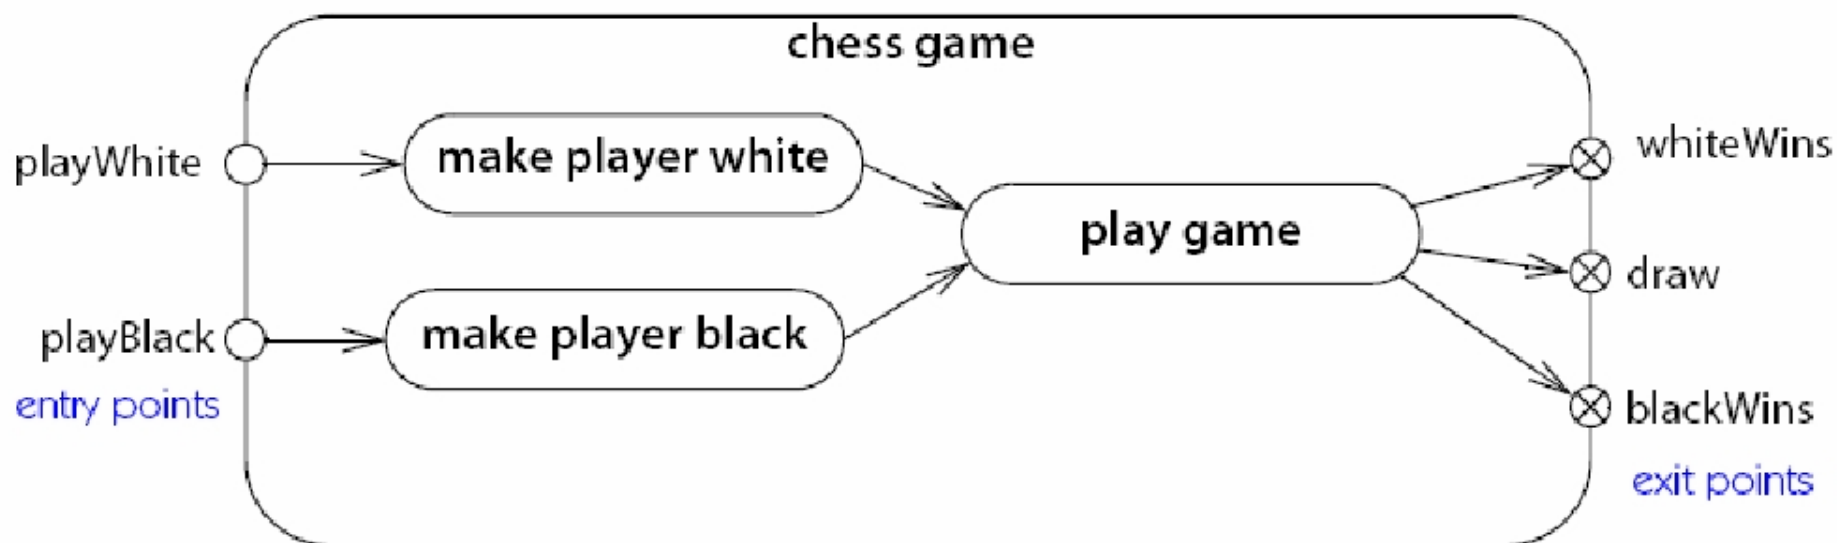 chess game
playWhite
make player white
whiteWins
play game
draw
playBlack
make player black
entry points
blackWins
exit points